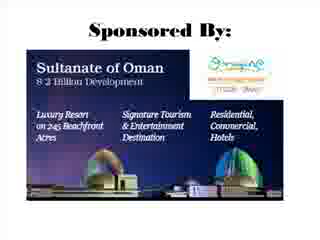 Sponsored By:
Sultanate of Oman
$ 2 Billion Development
Luxury Resort
on 245 Beachfront
Acres
Signature Tourism
& Entertainment
Destination
Residential,
Commercial,
Hotels